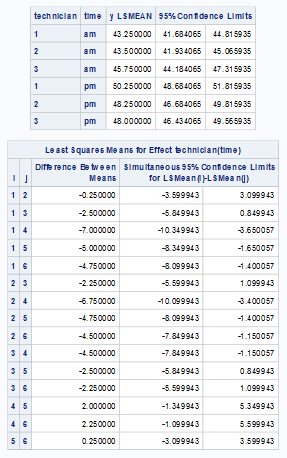 technician time y LSMEAN 95% Confidence Limits
1 am 43.250000 41.684065 44.815935
2 am 43.500000 41.934065 45.065935
3 am 45.750000 44.184065 47.315935
1 pm 50.250000 48.684065 51.815935
2 pm 48.250000 46.684065 49.815935
3 pm 48.000000 46.434065 49.565935
Least Squares Means for Effect technician(time)
i j Difference Between Means Simultaneous 95% Confidence Limits for LSMean(i)-LSMean(j)
1 2 -0.250000 -3.599943 3.099943
1 3 -2.500000 -5.849943 0.849943
1 4 -7.000000 -10.349943 -3.650057
1 5 -5.000000 -8.349943 -1.650057
1 6 -4.750000 -8.099943 -1.400057
2 3 -2.250000 -5.599943 1.099943
2 4 -6.750000 -10.099943 -3.400057
2 5 -4.750000 -8.099943 -1.400057
2 6 -4.500000 -7.849943 -1.150057
3 4 -4.500000 -7.849943 -1.150057
3 5 -2.500000 -5.849943 0.849943
3 6 -2.250000 -5.599943 1.099943
4 5 2.000000 -1.349943 5.349943
4 6 2.250000 -1.099943 5.599943
5 6 0.250000 -3.099943 3.599943